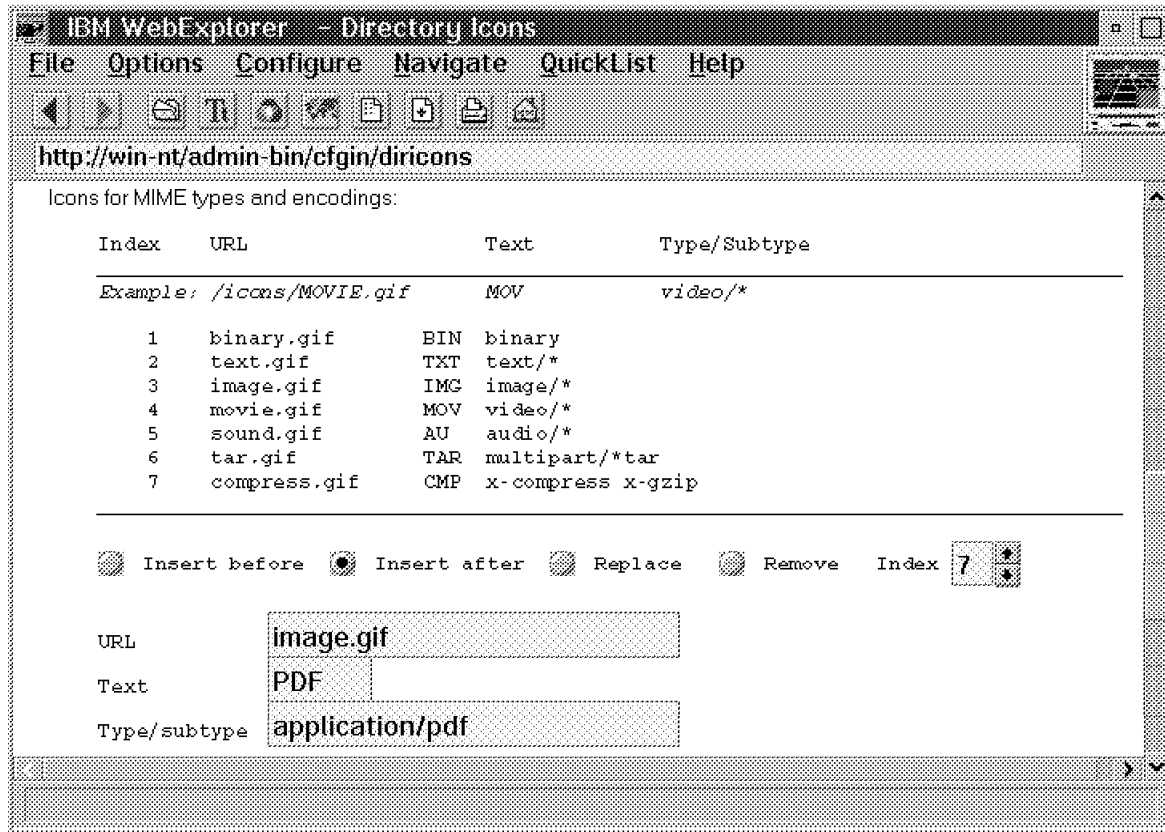 IBM WebExplorer - Directory Icons
File Options Configure Navigate QuickList Help
http://win-nt/admin-bin/cfgin/diricons
Icons for MIME types and encodings:
Index URL Text Type/Subtype
Example: /icons/MOVIE.gif MOV video/*
1 binary.gif BIN binary
2 text.gif TXT text/*
3 image.gif IMG image/*
4 movie.gif MOV video/*
5 sound.gif AU audio/*
6 tar.gif TAR multipart/*tar
7 compress.gif CMP x-compress x-gzip
Insert before Insert after Replace Remove Index 7
URL image.gif
Text PDF
Type/subtype application/pdf